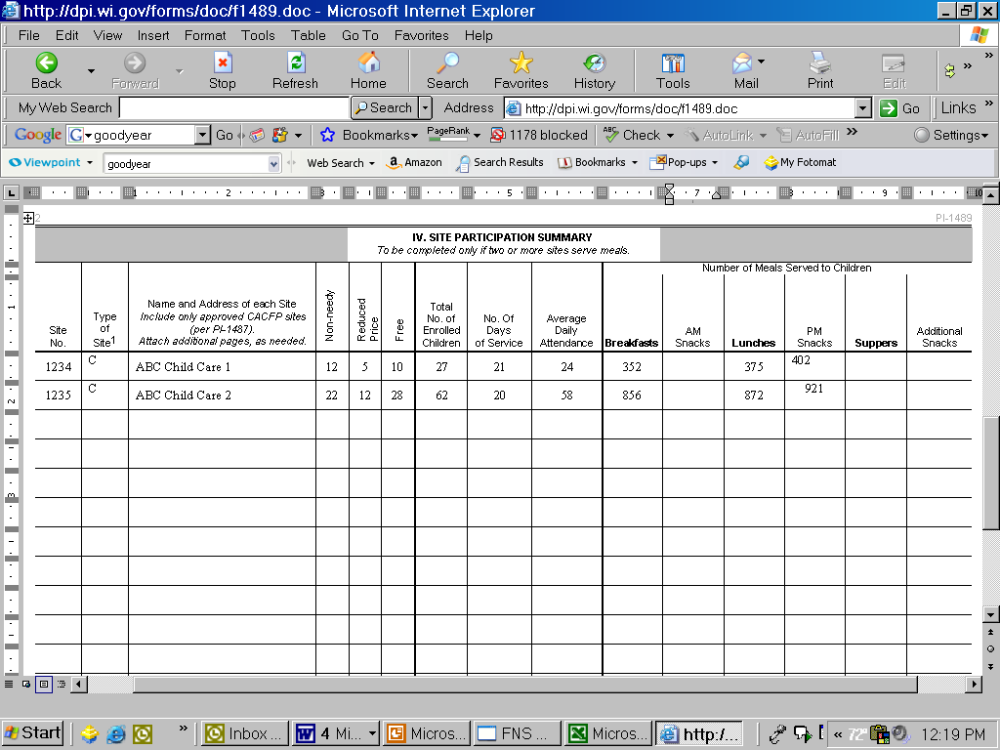 http://dpi.wi.gov/forms/doc/f1489.doc - Microsoft Internet Explorer
File Edit View Insert Format Tools Table Go To Favorites Help
Back Forward Stop Refresh Home Search Favorites History Tools Mail Print Edit »
My Web Search Search Address http://dpi.wi.gov/forms/doc/f1489.doc Go Links »
Google G goodyear Go Bookmarks PageRank 1178 blocked ABC Check AutoLink AutoFill » Settings
Viewpoint goodyear Web Search Amazon Search Results Bookmarks Pop-ups My Fotomat
1 2 3 5 7 9 10
2 PI-1489
IV. SITE PARTICIPATION SUMMARY
To be completed only if two or more sites serve meals.
Number of Meals Served to Children
Site No.
Type of Site1
Name and Address of each Site
Include only approved CACFP sites
(per PI-1487).
Attach additional pages, as needed.
Non-needy
Reduced Price
Free
Total No. of Enrolled Children
No. Of Days of Service
Average Daily Attendance
Breakfasts
AM Snacks
Lunches
PM Snacks
Suppers
Additional Snacks
1234 C ABC Child Care 1 12 5 10 27 21 24 352 375 402
1235 C ABC Child Care 2 22 12 28 62 20 58 856 872 921
Start » Inbox ... 4 Mi... Micros... FNS ... Micros... http:/... « 72° 12:19 PM